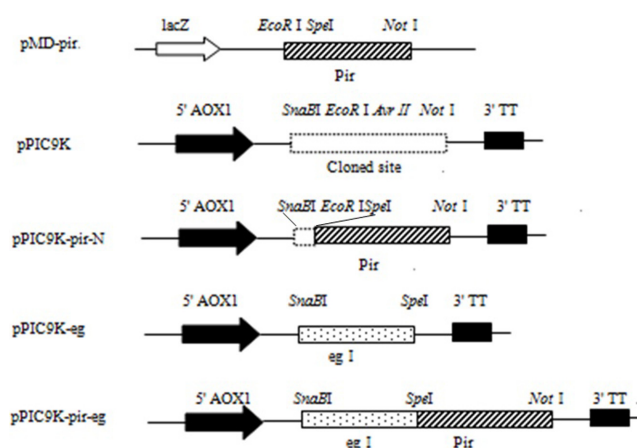 lacZ EcoR I SpeI Not I
pMD-pir.
Pir
5' AOX1 SnaBI EcoR I Avr II Not I 3' TT
pPIC9K
Cloned site
5' AOX1 SnaBI EcoR ISpeI Not I 3' TT
pPIC9K-pir-N
Pir
5' AOX1 SnaBI SpeI 3' TT
pPIC9K-eg
eg I
5' AOX1 SnaBI SpeI Not I 3' TT
pPIC9K-pir-eg
eg I Pir